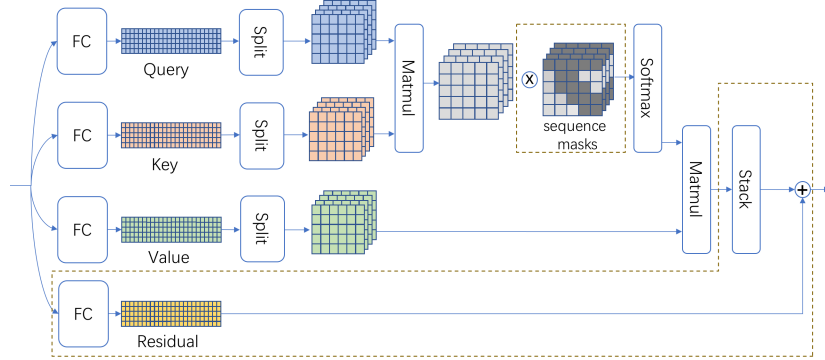 FC
Query
Split
Matmul
x
sequence
masks
Softmax
FC
Key
Split
FC
Value
Split
Matmul
Stack
+
FC
Residual